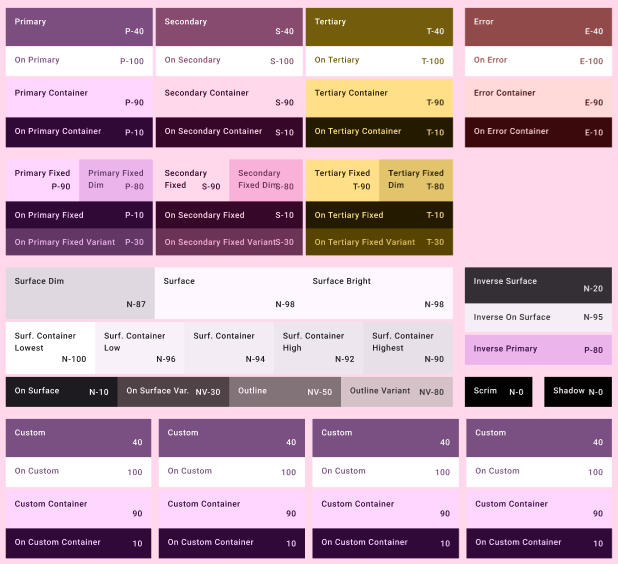 Primary
P-40
Secondary
S-40
Tertiary
T-40
Error
E-40
On Primary P-100
On Secondary S-100
On Tertiary T-100
On Error E-100
Primary Container
P-90
Secondary Container
S-90
Tertiary Container
T-90
Error Container
E-90
On Primary Container P-10
On Secondary Container S-10
On Tertiary Container T-10
On Error Container E-10
Primary Fixed
P-90
Primary Fixed
Dim P-80
Secondary
Fixed S-90
Secondary
Fixed Dim S-80
Tertiary Fixed
T-90
Tertiary Fixed
Dim T-80
On Primary Fixed P-10
On Secondary Fixed S-10
On Tertiary Fixed T-10
On Primary Fixed Variant P-30
On Secondary Fixed Variant S-30
On Tertiary Fixed Variant T-30
Surface Dim
N-87
Surface
N-98
Surface Bright
N-98
Inverse Surface
N-20
Inverse On Surface N-95
Surf. Container
Lowest
N-100
Surf. Container
Low
N-96
Surf. Container
N-94
Surf. Container
High
N-92
Surf. Container
Highest
N-90
Inverse Primary P-80
On Surface N-10
On Surface Var. NV-30
Outline NV-50
Outline Variant NV-80
Scrim N-0
Shadow N-0
Custom
40
Custom
40
Custom
40
Custom
40
On Custom 100
On Custom 100
On Custom 100
On Custom 100
Custom Container
90
Custom Container
90
Custom Container
90
Custom Container
90
On Custom Container 10
On Custom Container 10
On Custom Container 10
On Custom Container 10